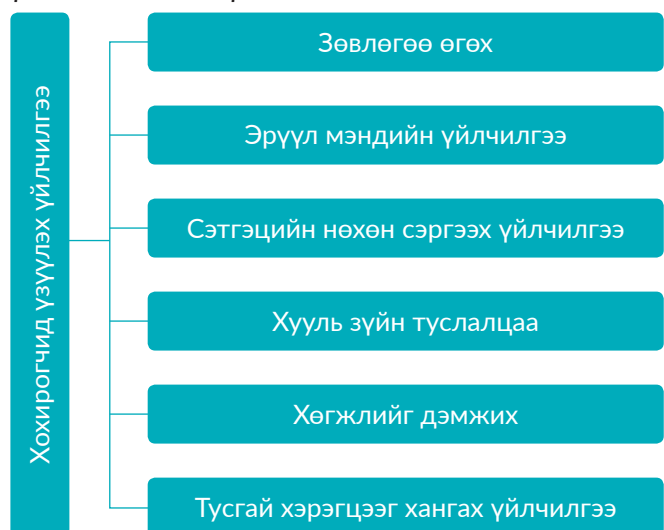 Хохирогчид үзүүлэх үйлчилгээ
Зөвлөгөө өгөх
Эрүүл мэндийн үйлчилгээ
Сэтгэцийн нөхөн сэргээх үйлчилгээ
Хууль зүйн туслалцаа
Хөгжлийг дэмжих
Тусгай хэрэгцээг хангах үйлчилгээ